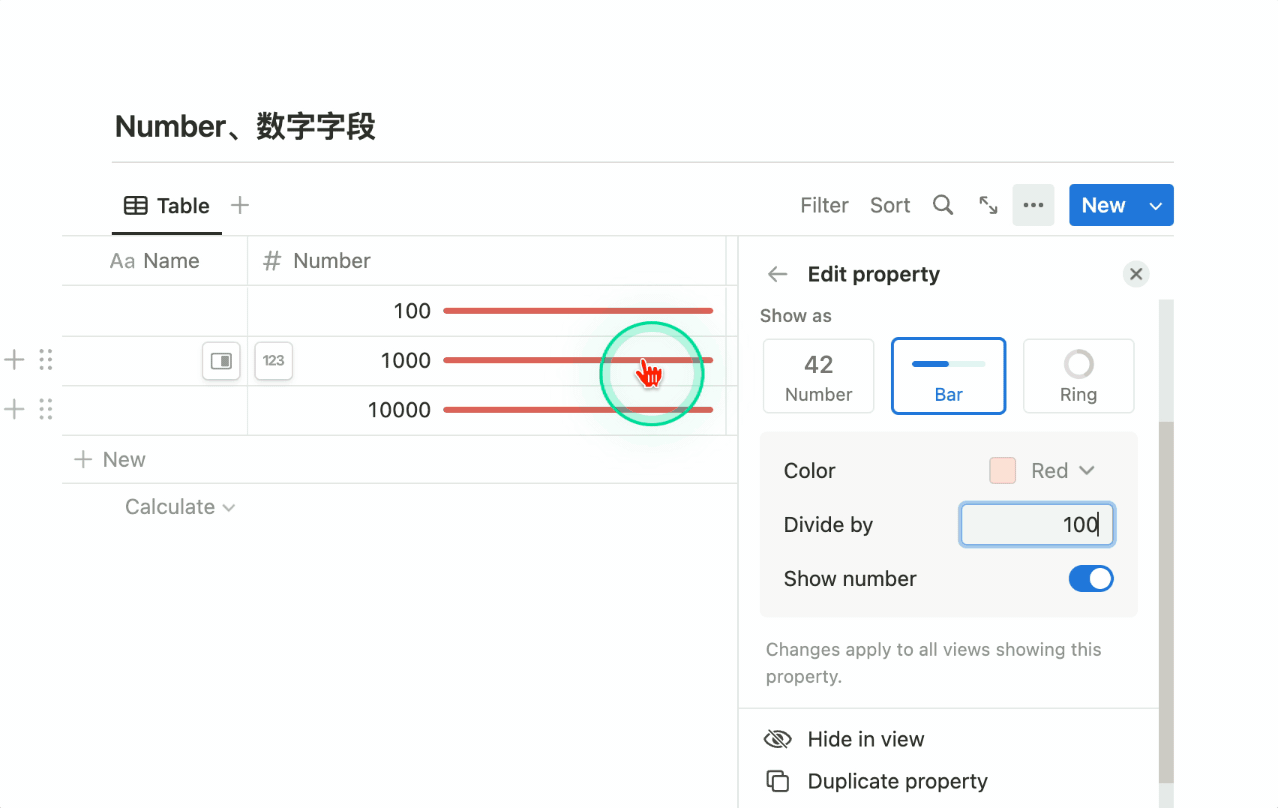 Number、数字字段
Table
Filter Sort
New
Aa Name
# Number
Edit property
Show as
100
42
Number
Bar
Ring
123
1000
10000
Color
Red
Divide by
100
Show number
New
Calculate
Changes apply to all views showing this
property.
Hide in view
Duplicate property